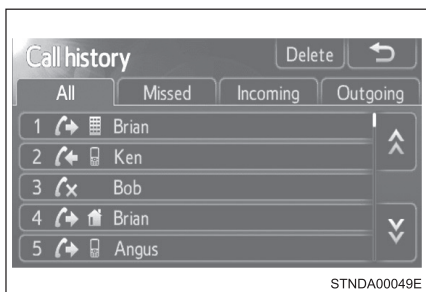 Call history Delete
All Missed Incoming Outgoing
1 Brian
2 Ken
3 Bob
4 Brian
5 Angus
STNDA00049E